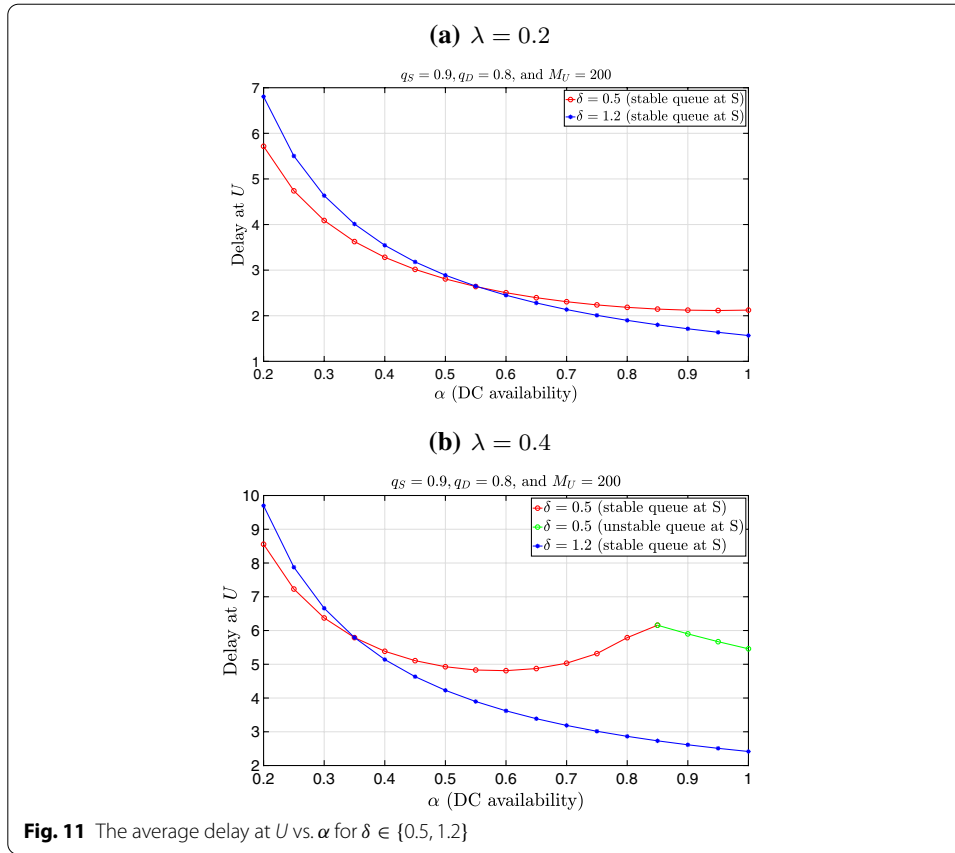 (a) λ = 0.2
q_S = 0.9, q_D = 0.8, and M_U = 200
δ = 0.5 (stable queue at S)
δ = 1.2 (stable queue at S)
7
6
5
4
3
2
1
Delay at U
0.2 0.3 0.4 0.5 0.6 0.7 0.8 0.9 1
α (DC availability)
(b) λ = 0.4
q_S = 0.9, q_D = 0.8, and M_U = 200
δ = 0.5 (stable queue at S)
δ = 0.5 (unstable queue at S)
δ = 1.2 (stable queue at S)
10
9
8
7
6
5
4
3
2
Delay at U
0.2 0.3 0.4 0.5 0.6 0.7 0.8 0.9 1
α (DC availability)
Fig. 11 The average delay at U vs. α for δ ∈ {0.5, 1.2}